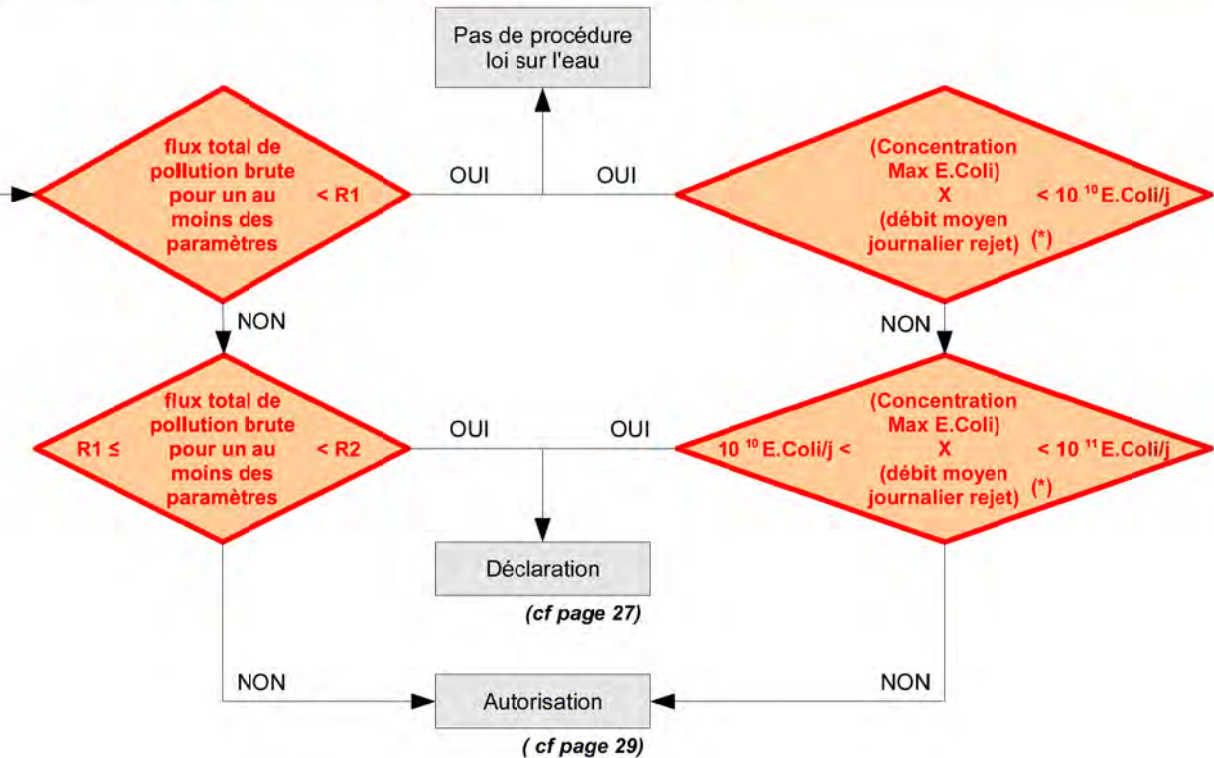 Pas de procédure
loi sur l'eau
flux total de
pollution brute
pour un au < R1
moins des
paramètres
OUI
OUI
(Concentration
Max E.Coli)
X < 10 ¹⁰ E.Coli/j
(débit moyen
journalier rejet) (*)
NON
NON
flux total de
pollution brute
R1 ≤ pour un au < R2
moins des
paramètres
OUI
OUI
(Concentration
Max E.Coli)
10 ¹⁰ E.Coli/j < X < 10 ¹¹ E.Coli/j
(débit moyen
journalier rejet) (*)
Déclaration
(cf page 27)
NON
NON
Autorisation
( cf page 29)